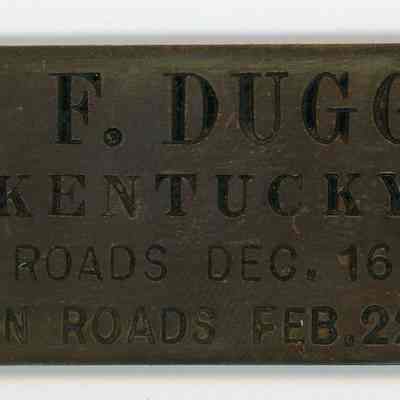 F. DUGG
KENTUCKY
ROADS DEC. 16
N ROADS FEB. 22